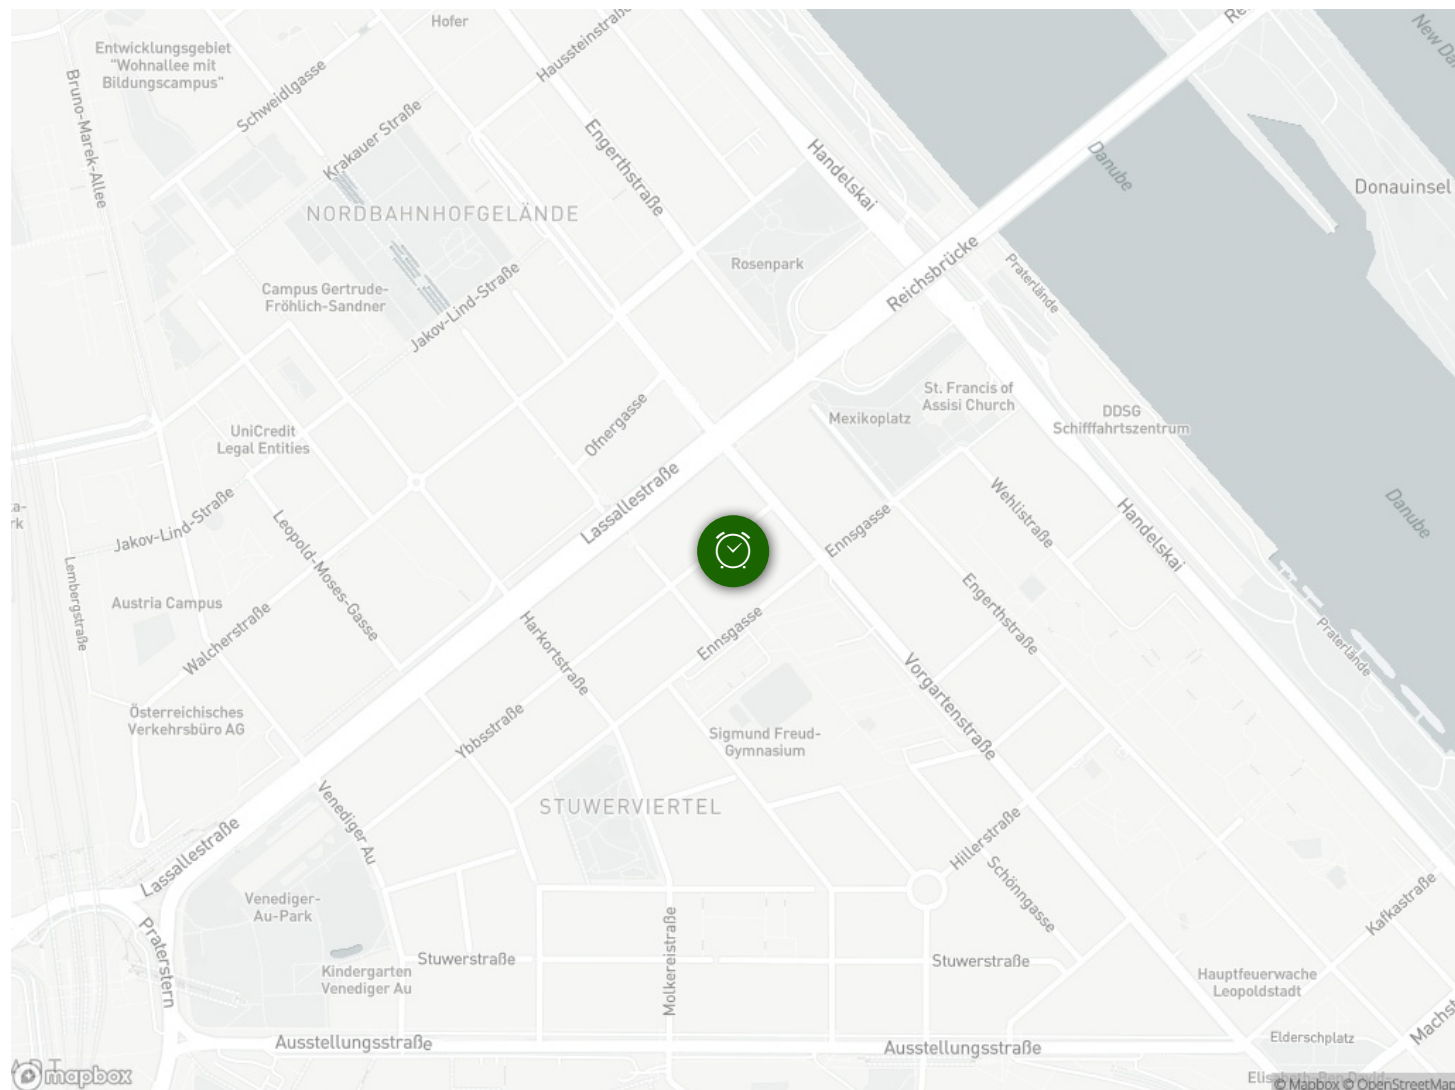 Hofer
Entwicklungsgebiet
"Wohnallee mit
Bildungscampus"
Bruno-Marek-Allee
Schweidlgasse
Krakauer Straße
Haussteinstraße
Engerthstraße
Handelskai
Danube
Donauinsel
NORDBAHNHOFGELÄNDE
Rosenpark
Reichsbrücke
Praterlände
Campus Gertrude-
Fröhlich-Sandner
Jakov-Lind-Straße
St. Francis of
Assisi Church
Mexikoplatz
DDSG
Schifffahrtszentrum
UniCredit
Legal Entities
Ofnergasse
Lassallestraße
Jakov-Lind-Straße
Leopold-Moses-Gasse
Ennsgasse
Wehlistraße
Handelskai
Danube
Lembergstraße
Austria Campus
Walcherstraße
Harkortstraße
Ennsgasse
Engerthstraße
Praterlände
Österreichisches
Verkehrsbüro AG
Ybbsstraße
Sigmund Freud-
Gymnasium
Vorgartenstraße
STUWERVIERTEL
Venediger Au
Lassallestraße
Hillerstraße
Schönngasse
Kafkastraße
Venediger-
Au-Park
Praterstern
Molkereistraße
Stuwerstraße
Stuwerstraße
Kindergarten
Venediger Au
Hauptfeuerwache
Leopoldstadt
Ausstellungsstraße
Ausstellungsstraße
Elderschplatz
mapbox
© Mapbox ©